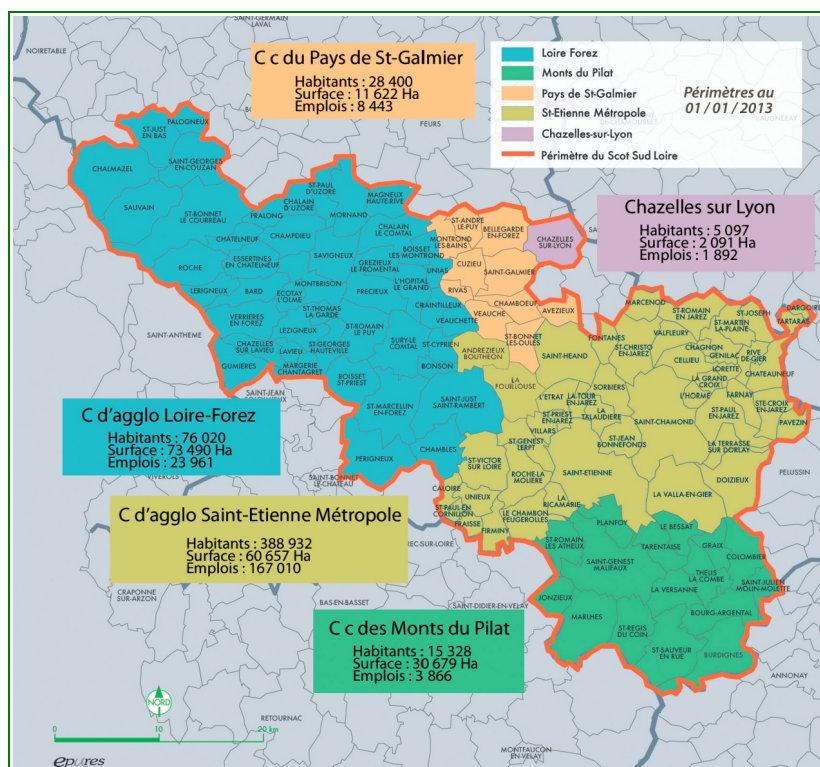 SAINT-GERMAIN
LAVAL
NOIRETABLE
C c du Pays de St-Galmier
Habitants : 28 400
Surface : 11 622 Ha
Emplois : 8 443
FEURS
Loire Forez
Monts du Pilat
Pays de St-Galmier
St-Etienne Métropole
Chazelles-sur-Lyon
Périmètre du Scot Sud Loire
Périmètres au
01 / 01 / 2013
VAUGNERAY
Chazelles sur Lyon
Habitants : 5 097
Surface : 2 091 Ha
Emplois : 1 892
PALOGNEUX
ST-JUST
EN BAS
CHALMAZEL
SAINT-GEORGES
EN-COUZAN
SAUVAIN
ST-BONNET
LE COURREAU
ROCHE
LERIGNEUX
CHATELNEUF
ESSERTINES
EN CHATELNEUF
BARD
VERRIERES
EN FOREZ
CHAZELLES
SUR LAVIEU
GUMIERES
ST-PAUL
D'UZORE
CHALAIN
D'UZORE
MAGNEUX
HAUTE-RIVE
MORNAND
PRALONG
CHAMPDIEU
CHALAIN
LE COMTAL
BOISSET
LES MONTBROND
SAVIGNEUX
GREZIEUX
LE FROMENTAL
UNIAS
MONTBRISON
L'HOPITAL
LE GRAND
PRECIEUX
ECOTAY
L'OLME
CRAINTILLEUX
ST-THOMAS
LA GARDE
VEAUCHETTE
LEZIGNEUX
ST-ROMAIN
LE PUY
ST-GEORGES
HAUTEVILLE
SURY-LE
COMTAL
ST-CYPRIEN
LAVIEU
MARGERIE
CHANTAGRET
BOISSET
ST-PRIEST
BONSON
ST-MARCELLIN
EN-FOREZ
SAINT-JUST
SAINT-RAMBERT
PERIGNEUX
CHAMBLES
ST-ANDRE
LE-PUY
MONTROND
LES-BAINS
BELLEGARDE
EN-FOREZ
CUZIEU
SAINT-GALMIER
RIVAS
CHAMBOEUF
VEAUCHE
AVEZIEUX
ST-BONNET
LES-OULES
CHAZELLES
SUR-LYON
MARCENOD
ST-ROMAIN
EN JAREZ
ST-JOSEPH
DARGOIRE
TARTARAS
ST-MARTIN
LA-PLAINE
FONTANES
VALFLEURY
ST-CHRISTO
EN-JAREZ
CHAGNON
CELLIEU
GENILAC
RIVE
DE-GIER
LORETTE
CHATEAUNEUF
LA GRAND
CROIX
L'HORME
FARNAY
STE-CROIX
EN-JAREZ
ST-PAUL
EN-JAREZ
PAVEZIN
ANDREZIEUX
BOUTHEON
SAINT-HEAND
LA
FOUILLOUSE
SORBIERS
L'ETRAT
LA-TOUR
EN-JAREZ
LA
TALAUDIERE
SAINT-CHAMOND
ST-PRIEST
EN-JAREZ
VILLARS
ST-GENEST
LERPT
ST-JEAN
BONNEFONDS
LA TERRASSE
SUR DORLAY
ST-VICTOR
SUR LOIRE
ROCHE-LA
MOLIERE
SAINT-ETIENNE
DOIZIEUX
LA VALLA-EN-GIER
CALOIRE
UNIEUX
LA
RICAMARIE
ST-PAUL-EN
CORNILLON
LE CHAMBON
FEUGEROLLES
FRAISSE
FIRMINY
PELUSSIN
SAINT-ANTHEME
SAINT-JEAN
C d'agglo Loire-Forez
Habitants : 76 020
Surface : 73 490 Ha
Emplois : 23 961
SAINT-BONNET
LE-CHATEAU
VIVEROLS
C d'agglo Saint-Etienne Métropole
Habitants : 388 932
Surface : 60 657 Ha
Emplois : 167 010
REC-SUR-LOIRE
PLANFOY
LE BESSAT
ST-ROMAIN
LES ATHEUX
TARENTAISE
GRAIX
SAINT-GENEST
MALIFAUX
COLOMBIER
THELIS
LA COMBE
LA VERSANNE
SAINT-JULIEN
MOLIN-MOLETTE
JONZIEUX
MARLHES
BOURG-ARGENTAL
ST-REGIS
DU COIN
ST-SAUVEUR
EN RUE
BURDIGNES
CRAPONNE
SUR-ARZON
BAS-EN-BASSET
SAINT-DIDIER-EN-VELAY
C c des Monts du Pilat
Habitants : 15 328
Surface : 30 679 Ha
Emplois : 3 866
ANNONAY
NORD
RETOURNAC
0 10 20 km
MONTFAUCON
EN-VELAY
epures